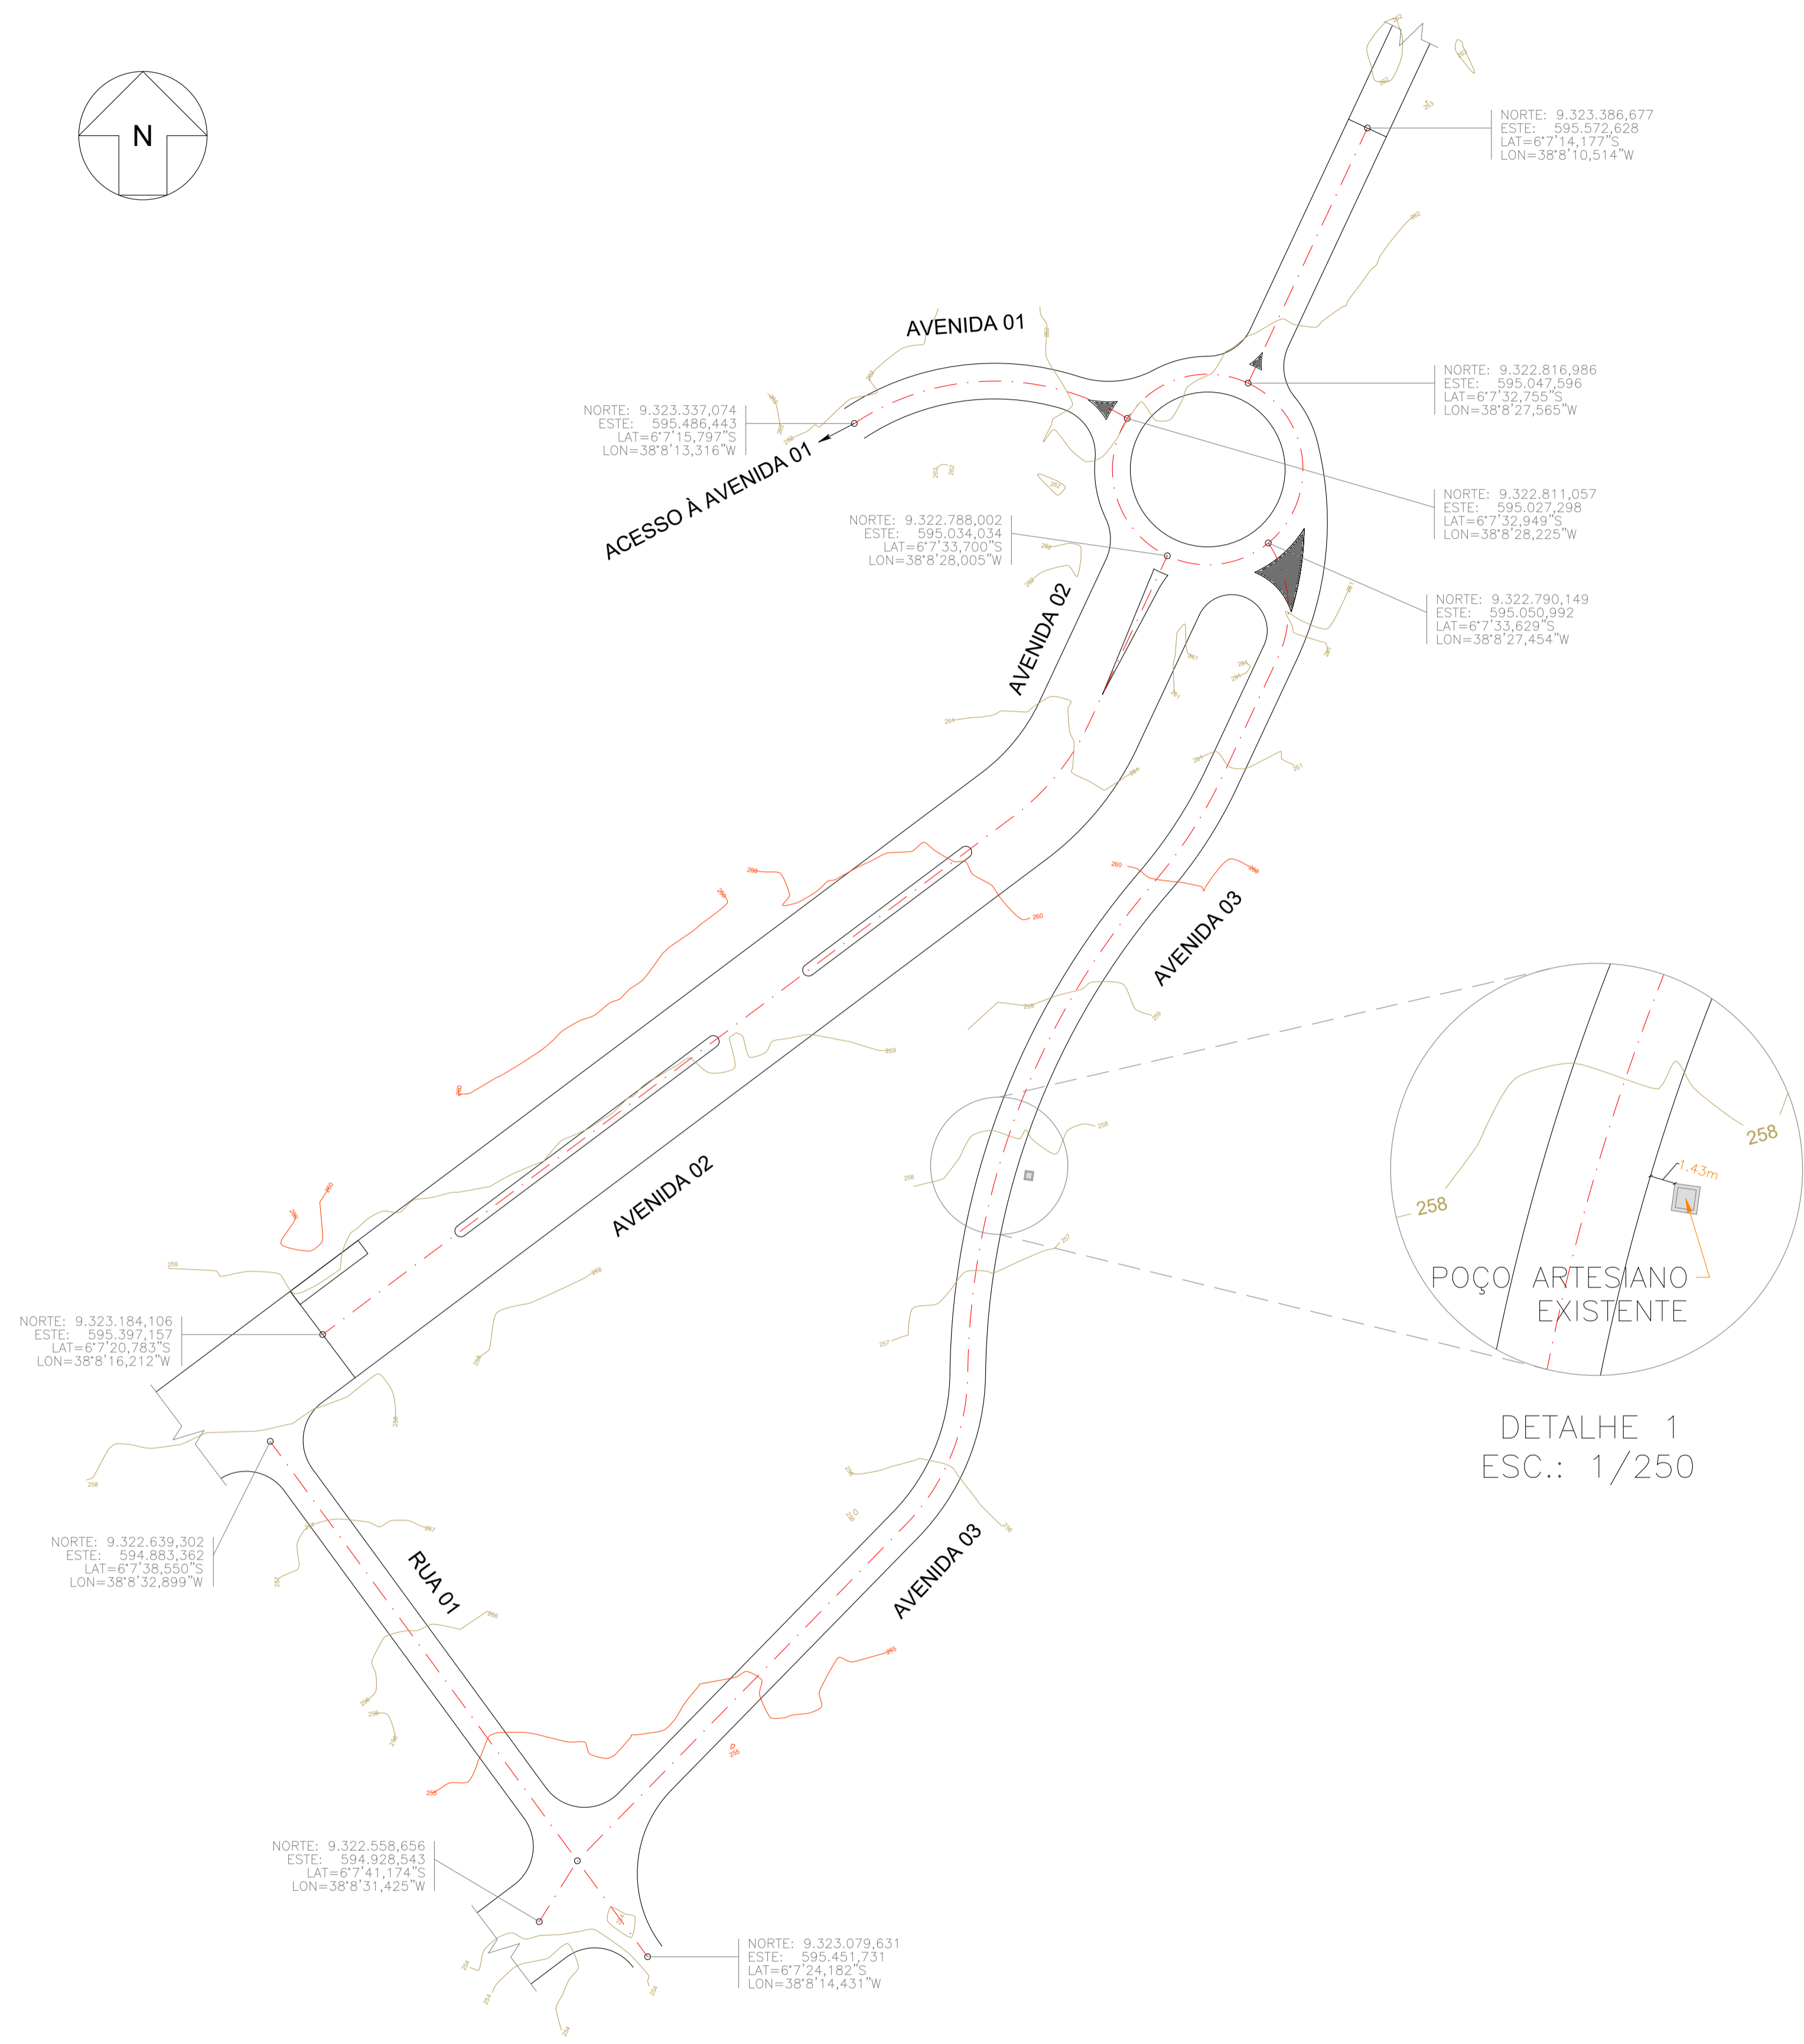 N
NORTE: 9.323.386,677
ESTE: 595.572,628
LAT=6°7'14,177"S
LON=38°8'10,514"W
AVENIDA 01
NORTE: 9.322.816,986
ESTE: 595.047,596
LAT=6°7'32,755"S
LON=38°8'27,565"W
NORTE: 9.323.337,074
ESTE: 595.486,443
LAT=6°7'15,797"S
LON=38°8'13,316"W
ACESSO À AVENIDA 01
NORTE: 9.322.811,057
ESTE: 595.027,298
LAT=6°7'32,949"S
LON=38°8'28,225"W
NORTE: 9.322.788,002
ESTE: 595.034,034
LAT=6°7'33,700"S
LON=38°8'28,005"W
NORTE: 9.322.790,149
ESTE: 595.050,992
LAT=6°7'33,629"S
LON=38°8'27,454"W
AVENIDA 02
AVENIDA 03
260
260
259
259
258
258
258
258
1.43m
POÇO ARTESIANO
EXISTENTE
DETALHE 1
ESC.: 1/250
AVENIDA 02
NORTE: 9.323.184,106
ESTE: 595.397,157
LAT=6°7'20,783"S
LON=38°8'16,212"W
NORTE: 9.322.639,302
ESTE: 594.883,362
LAT=6°7'38,550"S
LON=38°8'32,899"W
RUA 01
AVENIDA 03
NORTE: 9.322.558,656
ESTE: 594.928,543
LAT=6°7'41,174"S
LON=38°8'31,425"W
NORTE: 9.323.079,631
ESTE: 595.451,731
LAT=6°7'24,182"S
LON=38°8'14,431"W